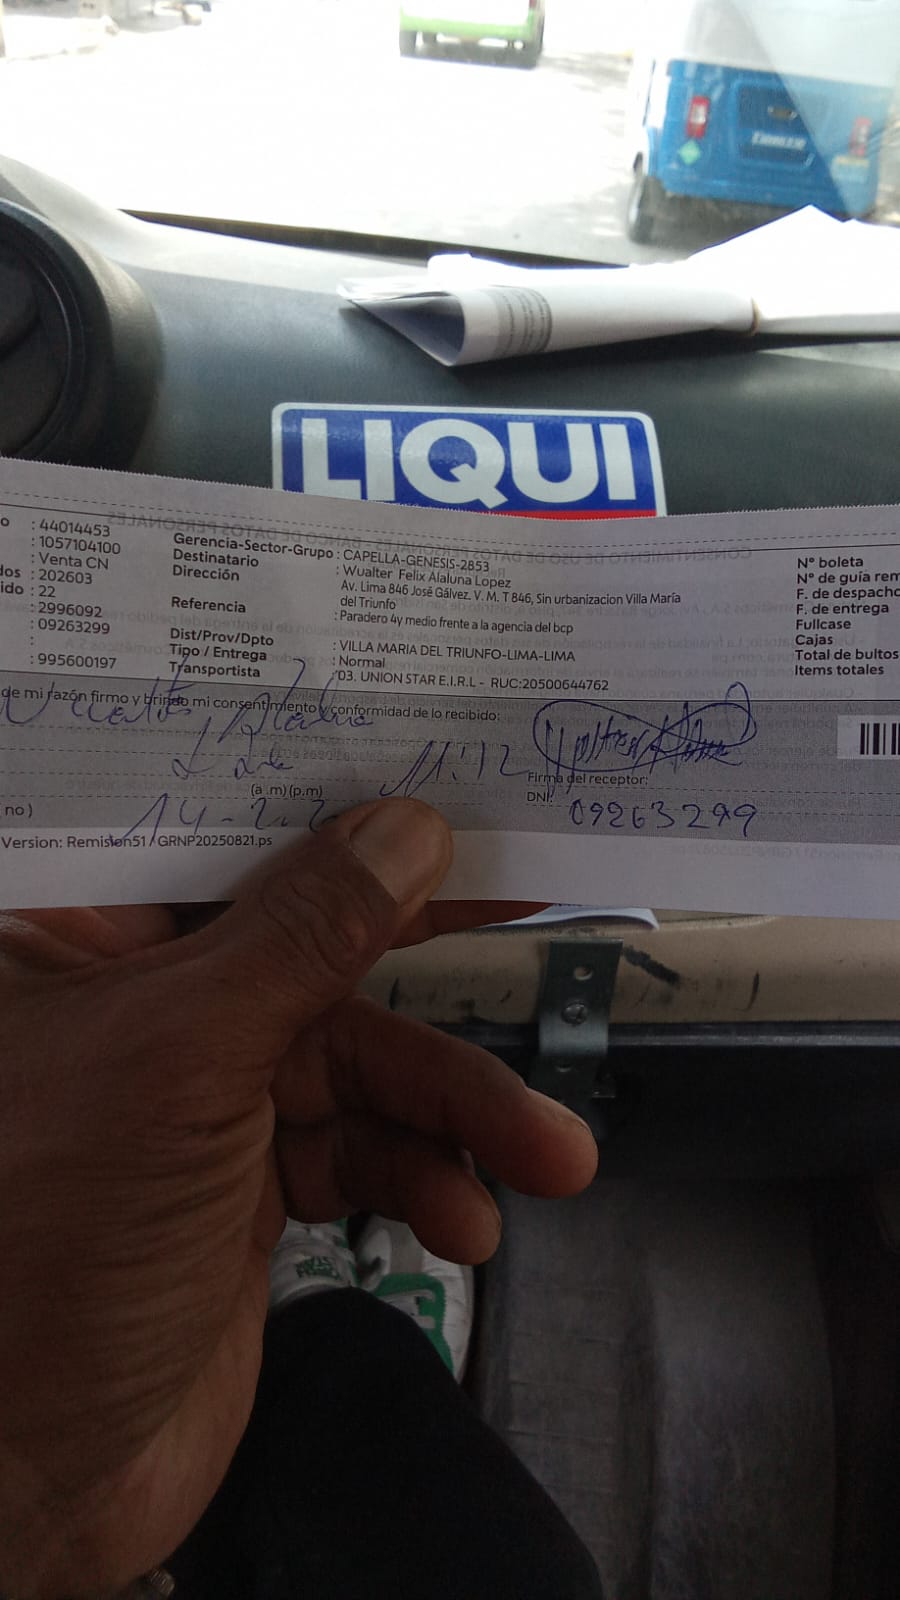 LIQUI
o : 44014453
: 1057104100
: Venta CN
dos : 202603
ido : 22
: 2996092
: 09263299
:
: 995600197
Gerencia-Sector-Grupo : CAPELLA-GENESIS-2853
Destinatario : Wualter Felix Alaluna Lopez
Dirección Av. Lima 846 José Gálvez. V. M. T 846, Sin urbanizacion Villa María
del Triunfo
Referencia : Paradero 4y medio frente a la agencia del bcp
Dist/Prov/Dpto : VILLA MARIA DEL TRIUNFO-LIMA-LIMA
Tipo / Entrega : Normal
Transportista 03. UNION STAR E.I.R.L - RUC:20500644762
N° boleta
N° de guía rem
F. de despacho
F. de entrega
Fullcase
Cajas
Total de bultos
Items totales
de mi razón firmo y brindo mi consentimiento y conformidad de lo recibido:
11:12
(a .m) (p.m)
Firma del receptor:
DNI: 09263299
no )
14-2-2
Version: Remision51 / GRNP20250821.ps